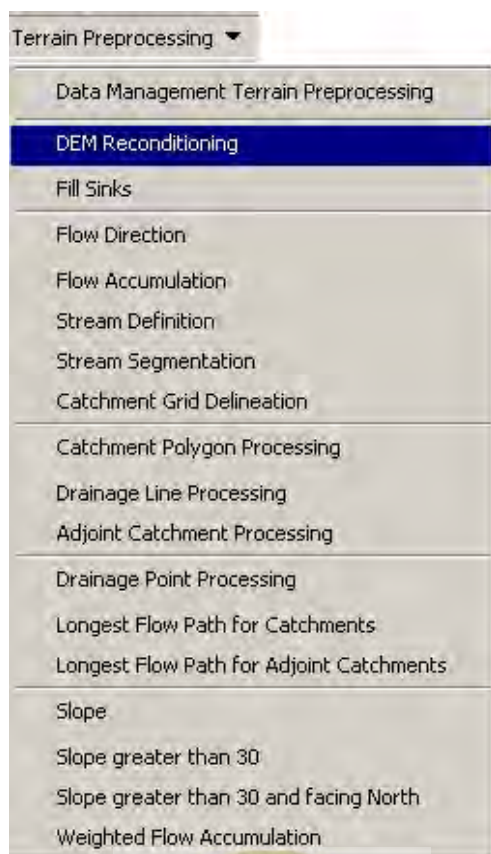 Terrain Preprocessing
Data Management Terrain Preprocessing
DEM Reconditioning
Fill Sinks
Flow Direction
Flow Accumulation
Stream Definition
Stream Segmentation
Catchment Grid Delineation
Catchment Polygon Processing
Drainage Line Processing
Adjoint Catchment Processing
Drainage Point Processing
Longest Flow Path for Catchments
Longest Flow Path for Adjoint Catchments
Slope
Slope greater than 30
Slope greater than 30 and facing North
Weighted Flow Accumulation